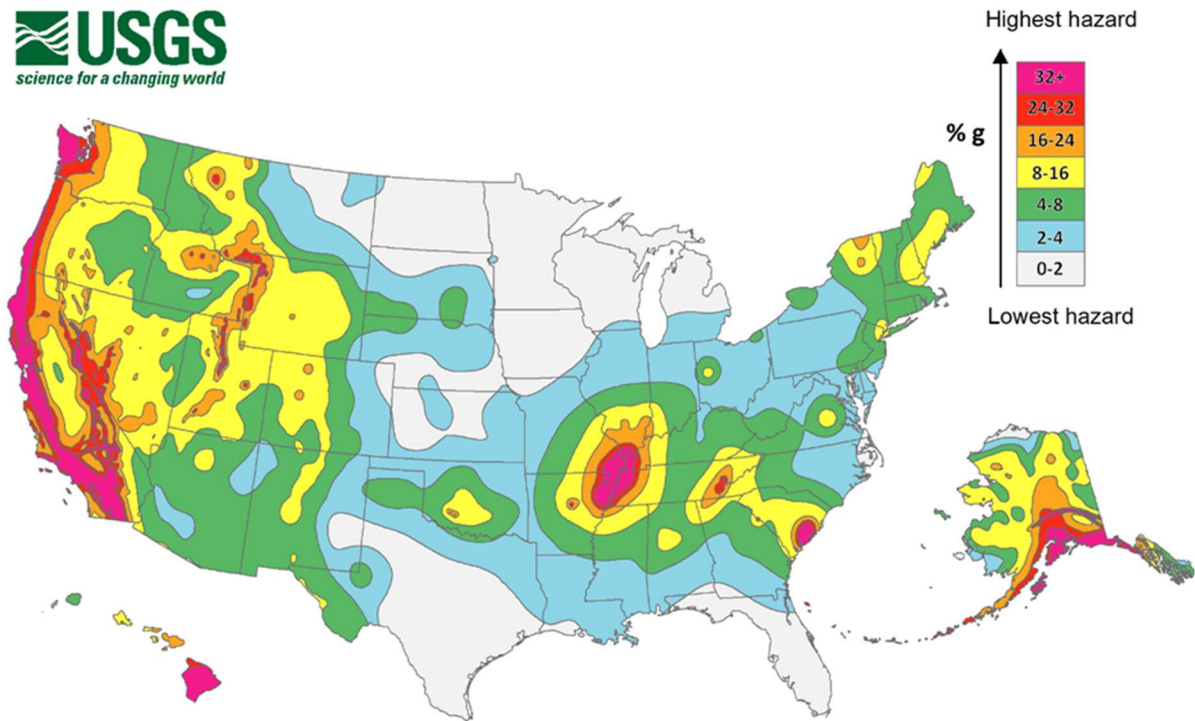 USGS
science for a changing world
Highest hazard
% g
32+
24-32
16-24
8-16
4-8
2-4
0-2
Lowest hazard